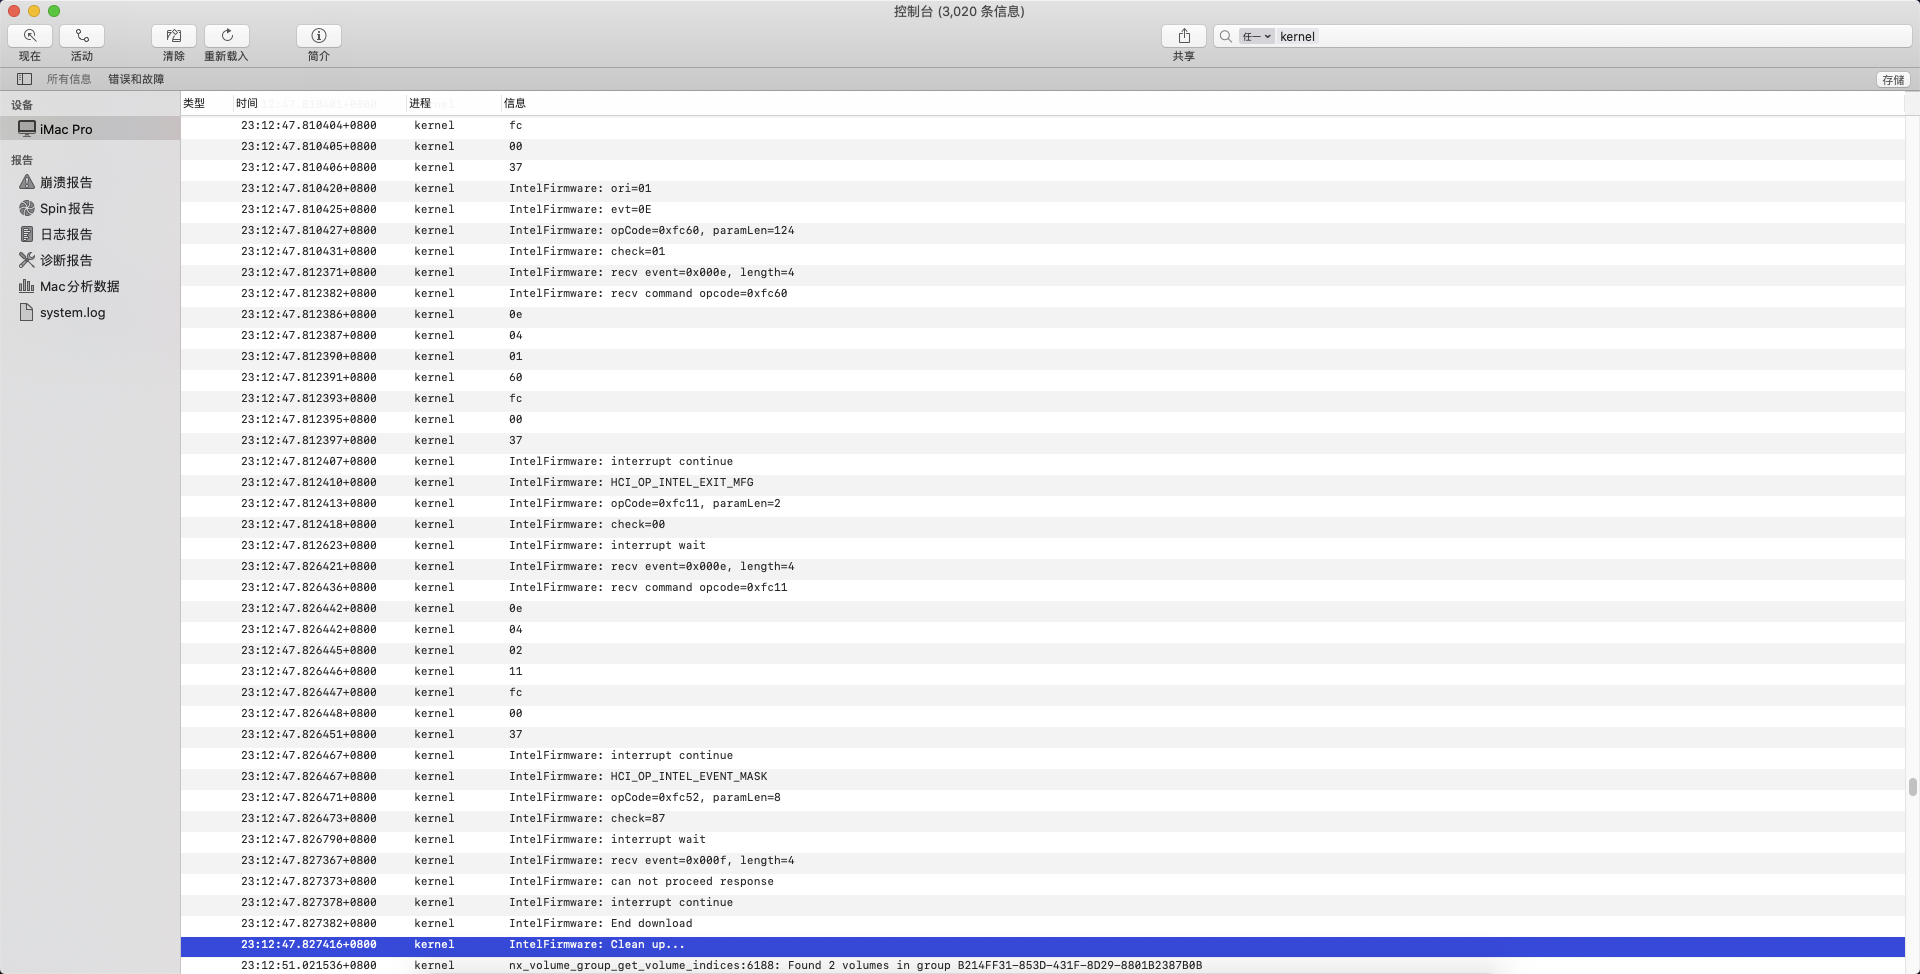 控制台 (3,020 条信息)
现在
活动
清除
重新载入
简介
共享
任一 kernel
所有信息 错误和故障
存储
设备
iMac Pro
报告
崩溃报告
Spin报告
日志报告
诊断报告
Mac分析数据
system.log
类型 时间 进程 信息
23:12:47.810404+0800 kernel fc
23:12:47.810405+0800 kernel 00
23:12:47.810406+0800 kernel 37
23:12:47.810420+0800 kernel IntelFirmware: ori=01
23:12:47.810425+0800 kernel IntelFirmware: evt=0E
23:12:47.810427+0800 kernel IntelFirmware: opCode=0xfc60, paramLen=124
23:12:47.810431+0800 kernel IntelFirmware: check=01
23:12:47.812371+0800 kernel IntelFirmware: recv event=0x000e, length=4
23:12:47.812382+0800 kernel IntelFirmware: recv command opcode=0xfc60
23:12:47.812386+0800 kernel 0e
23:12:47.812387+0800 kernel 04
23:12:47.812390+0800 kernel 01
23:12:47.812391+0800 kernel 60
23:12:47.812393+0800 kernel fc
23:12:47.812395+0800 kernel 00
23:12:47.812397+0800 kernel 37
23:12:47.812407+0800 kernel IntelFirmware: interrupt continue
23:12:47.812410+0800 kernel IntelFirmware: HCI_OP_INTEL_EXIT_MFG
23:12:47.812413+0800 kernel IntelFirmware: opCode=0xfc11, paramLen=2
23:12:47.812418+0800 kernel IntelFirmware: check=00
23:12:47.812623+0800 kernel IntelFirmware: interrupt wait
23:12:47.826421+0800 kernel IntelFirmware: recv event=0x000e, length=4
23:12:47.826436+0800 kernel IntelFirmware: recv command opcode=0xfc11
23:12:47.826442+0800 kernel 0e
23:12:47.826442+0800 kernel 04
23:12:47.826445+0800 kernel 02
23:12:47.826446+0800 kernel 11
23:12:47.826447+0800 kernel fc
23:12:47.826448+0800 kernel 00
23:12:47.826451+0800 kernel 37
23:12:47.826467+0800 kernel IntelFirmware: interrupt continue
23:12:47.826467+0800 kernel IntelFirmware: HCI_OP_INTEL_EVENT_MASK
23:12:47.826471+0800 kernel IntelFirmware: opCode=0xfc52, paramLen=8
23:12:47.826473+0800 kernel IntelFirmware: check=87
23:12:47.826790+0800 kernel IntelFirmware: interrupt wait
23:12:47.827367+0800 kernel IntelFirmware: recv event=0x000f, length=4
23:12:47.827373+0800 kernel IntelFirmware: can not proceed response
23:12:47.827378+0800 kernel IntelFirmware: interrupt continue
23:12:47.827382+0800 kernel IntelFirmware: End download
23:12:47.827416+0800 kernel IntelFirmware: Clean up...
23:12:51.021536+0800 kernel nx_volume_group_get_volume_indices:6188: Found 2 volumes in group B214FF31-853D-431F-8D29-8801B2387B0B